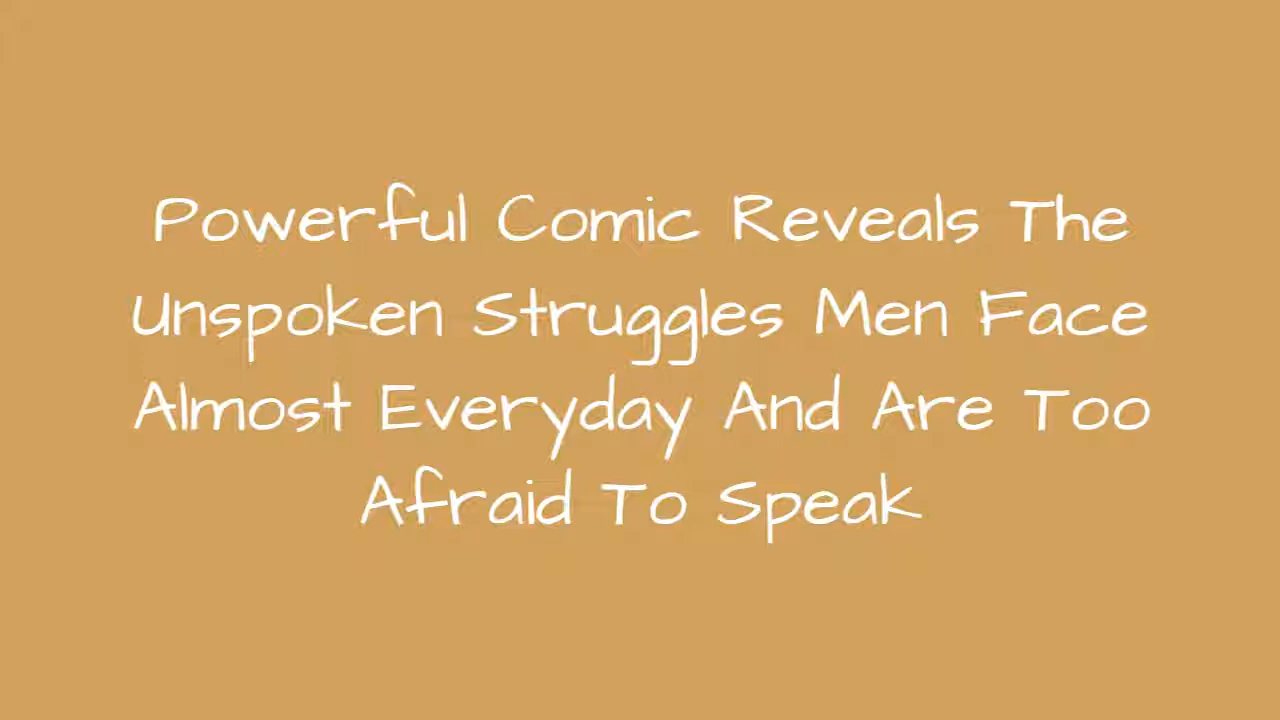 Powerful Comic Reveals The
Unspoken Struggles Men Face
Almost Everyday And Are Too
Afraid To Speak